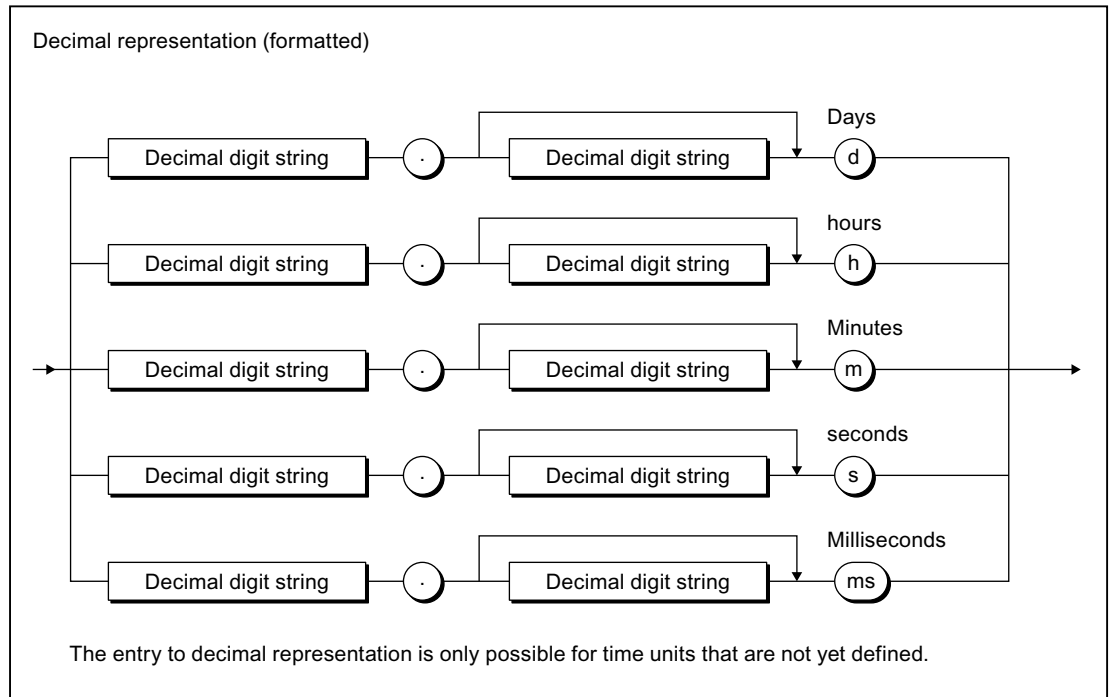 Decimal representation (formatted)
Days
Decimal digit string . Decimal digit string d
hours
Decimal digit string . Decimal digit string h
Minutes
Decimal digit string . Decimal digit string m
seconds
Decimal digit string . Decimal digit string s
Milliseconds
Decimal digit string . Decimal digit string ms
The entry to decimal representation is only possible for time units that are not yet defined.